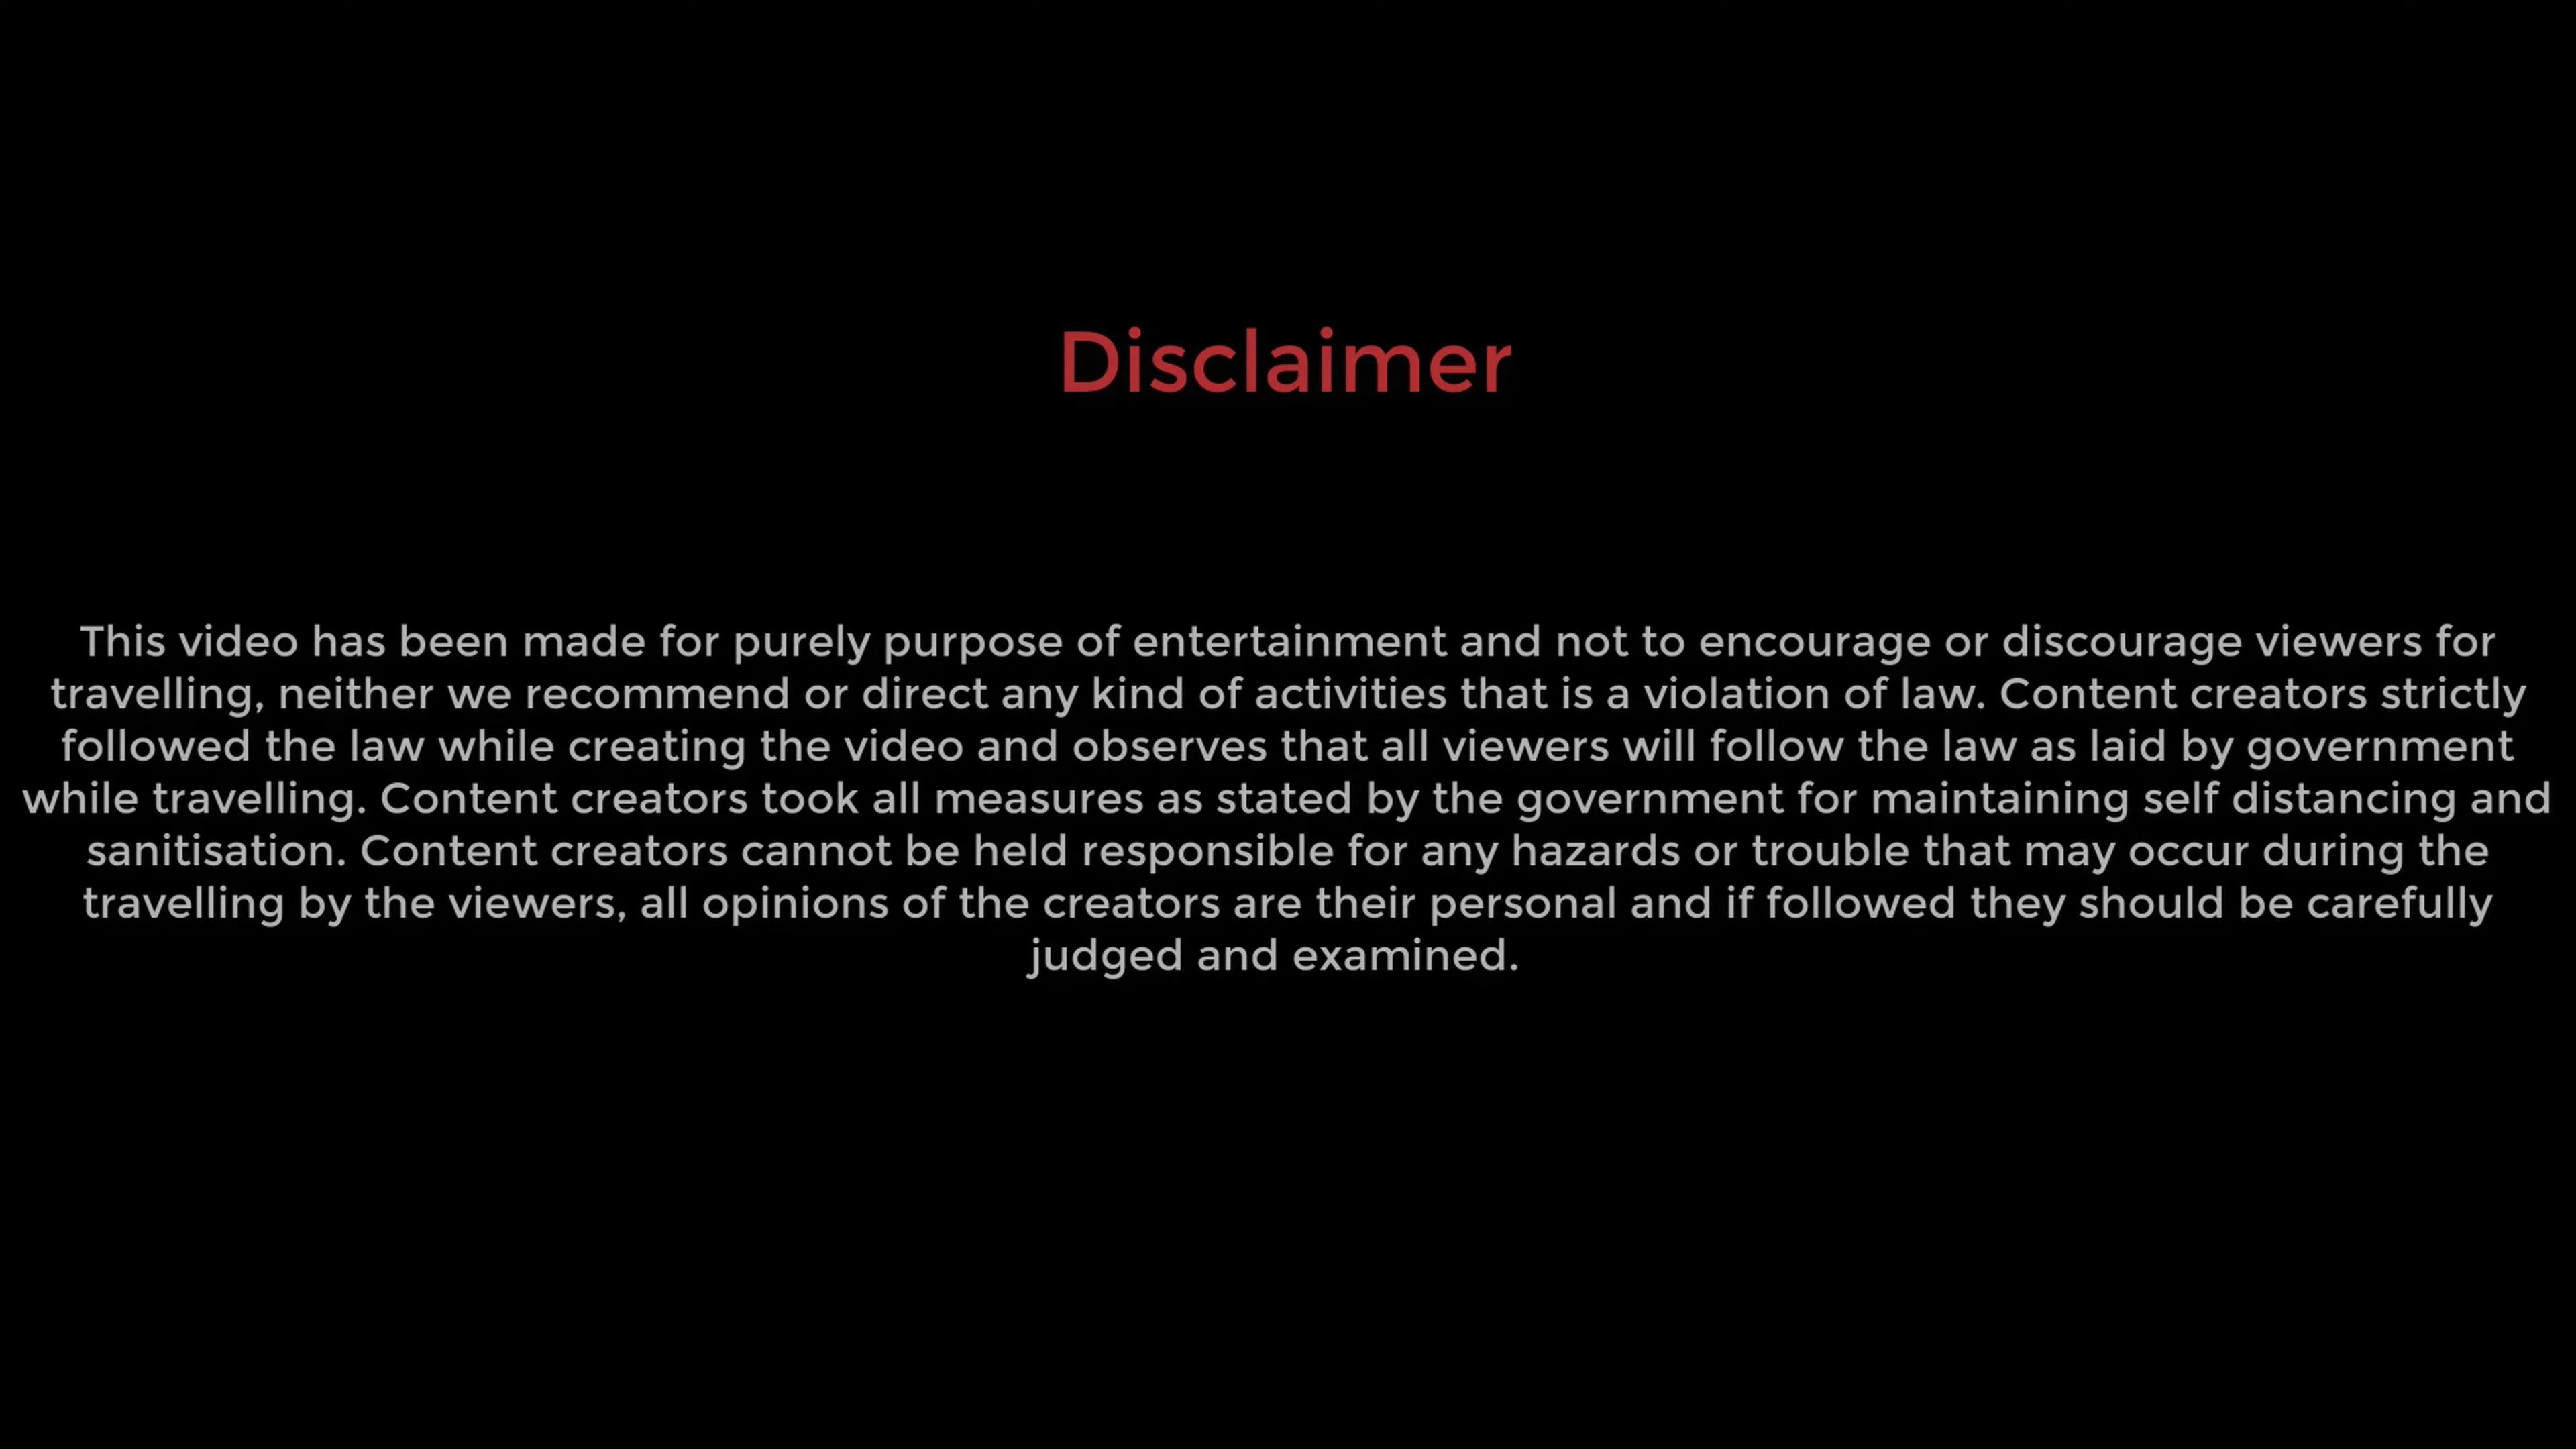 Disclaimer
This video has been made for purely purpose of entertainment and not to encourage or discourage viewers for
travelling, neither we recommend or direct any kind of activities that is a violation of law. Content creators strictly
followed the law while creating the video and observes that all viewers will follow the law as laid by government
while travelling. Content creators took all measures as stated by the government for maintaining self distancing and
sanitisation. Content creators cannot be held responsible for any hazards or trouble that may occur during the
travelling by the viewers, all opinions of the creators are their personal and if followed they should be carefully
judged and examined.